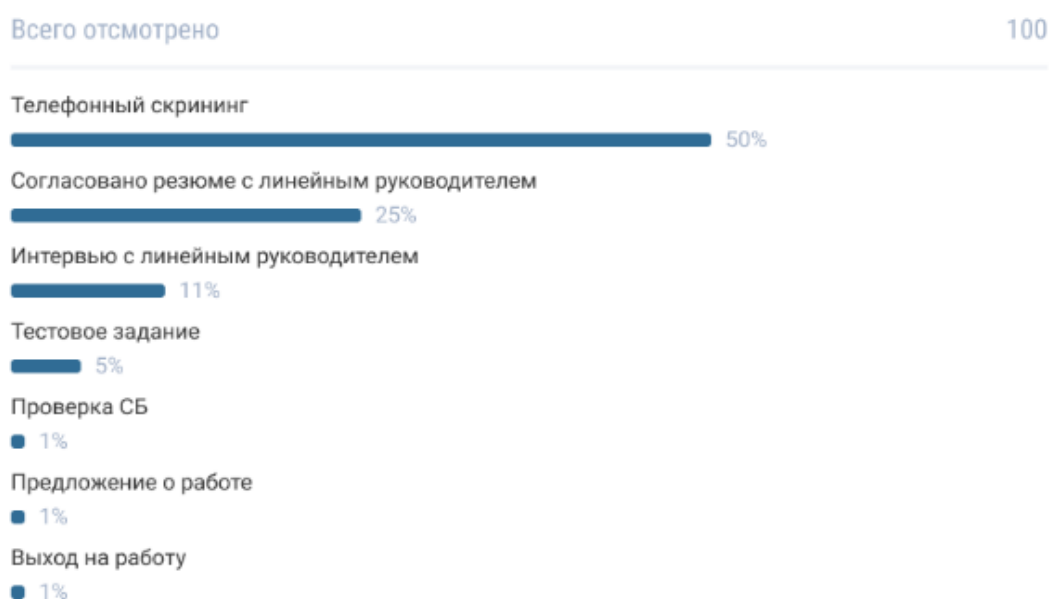 Всего отсмотрено 100
Телефонный скрининг
50%
Согласовано резюме с линейным руководителем
25%
Интервью с линейным руководителем
11%
Тестовое задание
5%
Проверка СБ
1%
Предложение о работе
1%
Выход на работу
1%